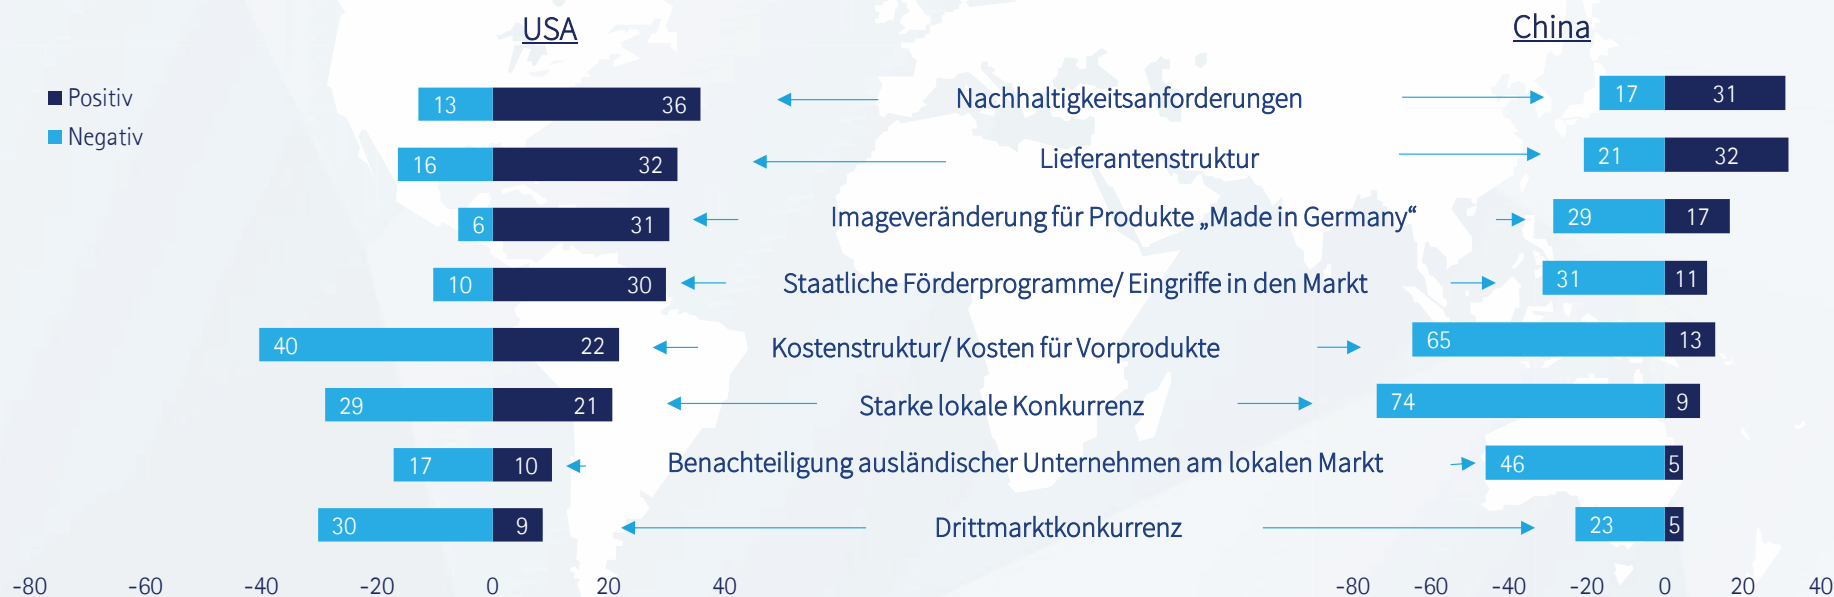 USA
China
Positiv
Negativ
13 36 Nachhaltigkeitsanforderungen 17 31
16 32 Lieferantenstruktur 21 32
6 31 Imageveränderung für Produkte „Made in Germany“ 29 17
10 30 Staatliche Förderprogramme/ Eingriffe in den Markt 31 11
40 22 Kostenstruktur/ Kosten für Vorprodukte 65 13
29 21 Starke lokale Konkurrenz 74 9
17 10 Benachteiligung ausländischer Unternehmen am lokalen Markt 46 5
30 9 Drittmarktkonkurrenz 23 5
-80 -60 -40 -20 0 20 40
-80 -60 -40 -20 0 20 40